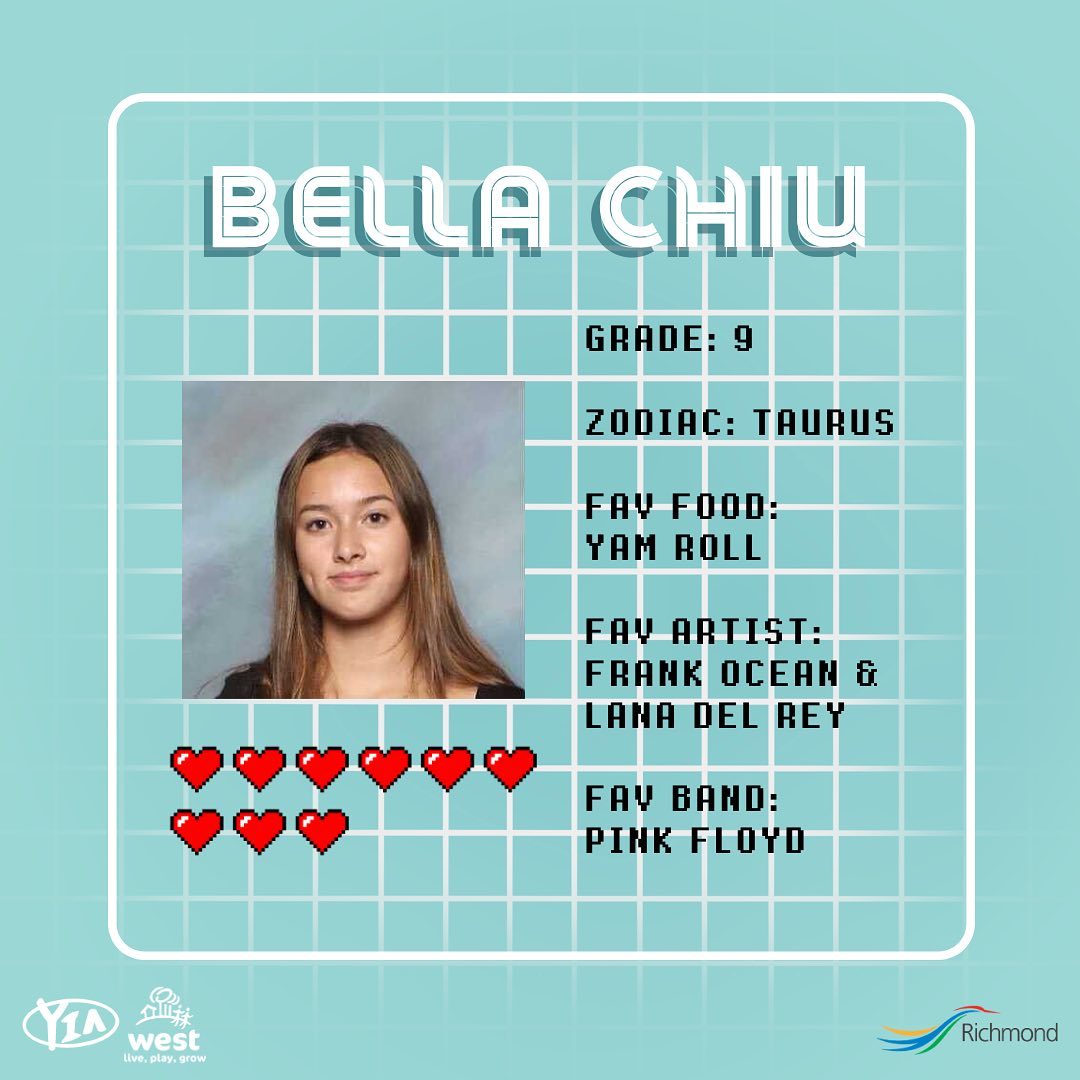 BELLA CHIU
GRADE: 9
ZODIAC: TAURUS
FAV FOOD:
YAM ROLL
FAV ARTIST:
FRANK OCEAN &
LANA DEL REY
FAV BAND:
PINK FLOYD
YIA
west
live, play, grow
Richmond